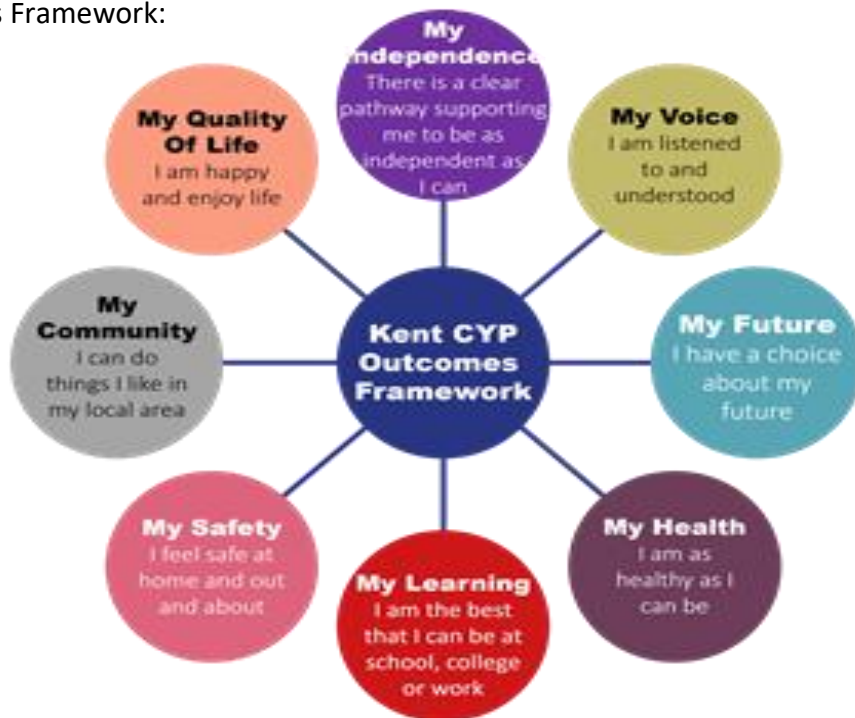 s Framework:
My
Independence
There is a clear
pathway supporting
me to be as
independent as
I can
My Quality
Of Life
I am happy
and enjoy life
My Voice
I am listened
to and
understood
My
Community
I can do
things I like in
my local area
Kent CYP
Outcomes
Framework
My Future
I have a choice
about my
future
My Safety
I feel safe at
home and out
and about
My Learning
I am the best
that I can be at
school, college
or work
My Health
I am as
healthy as I
can be